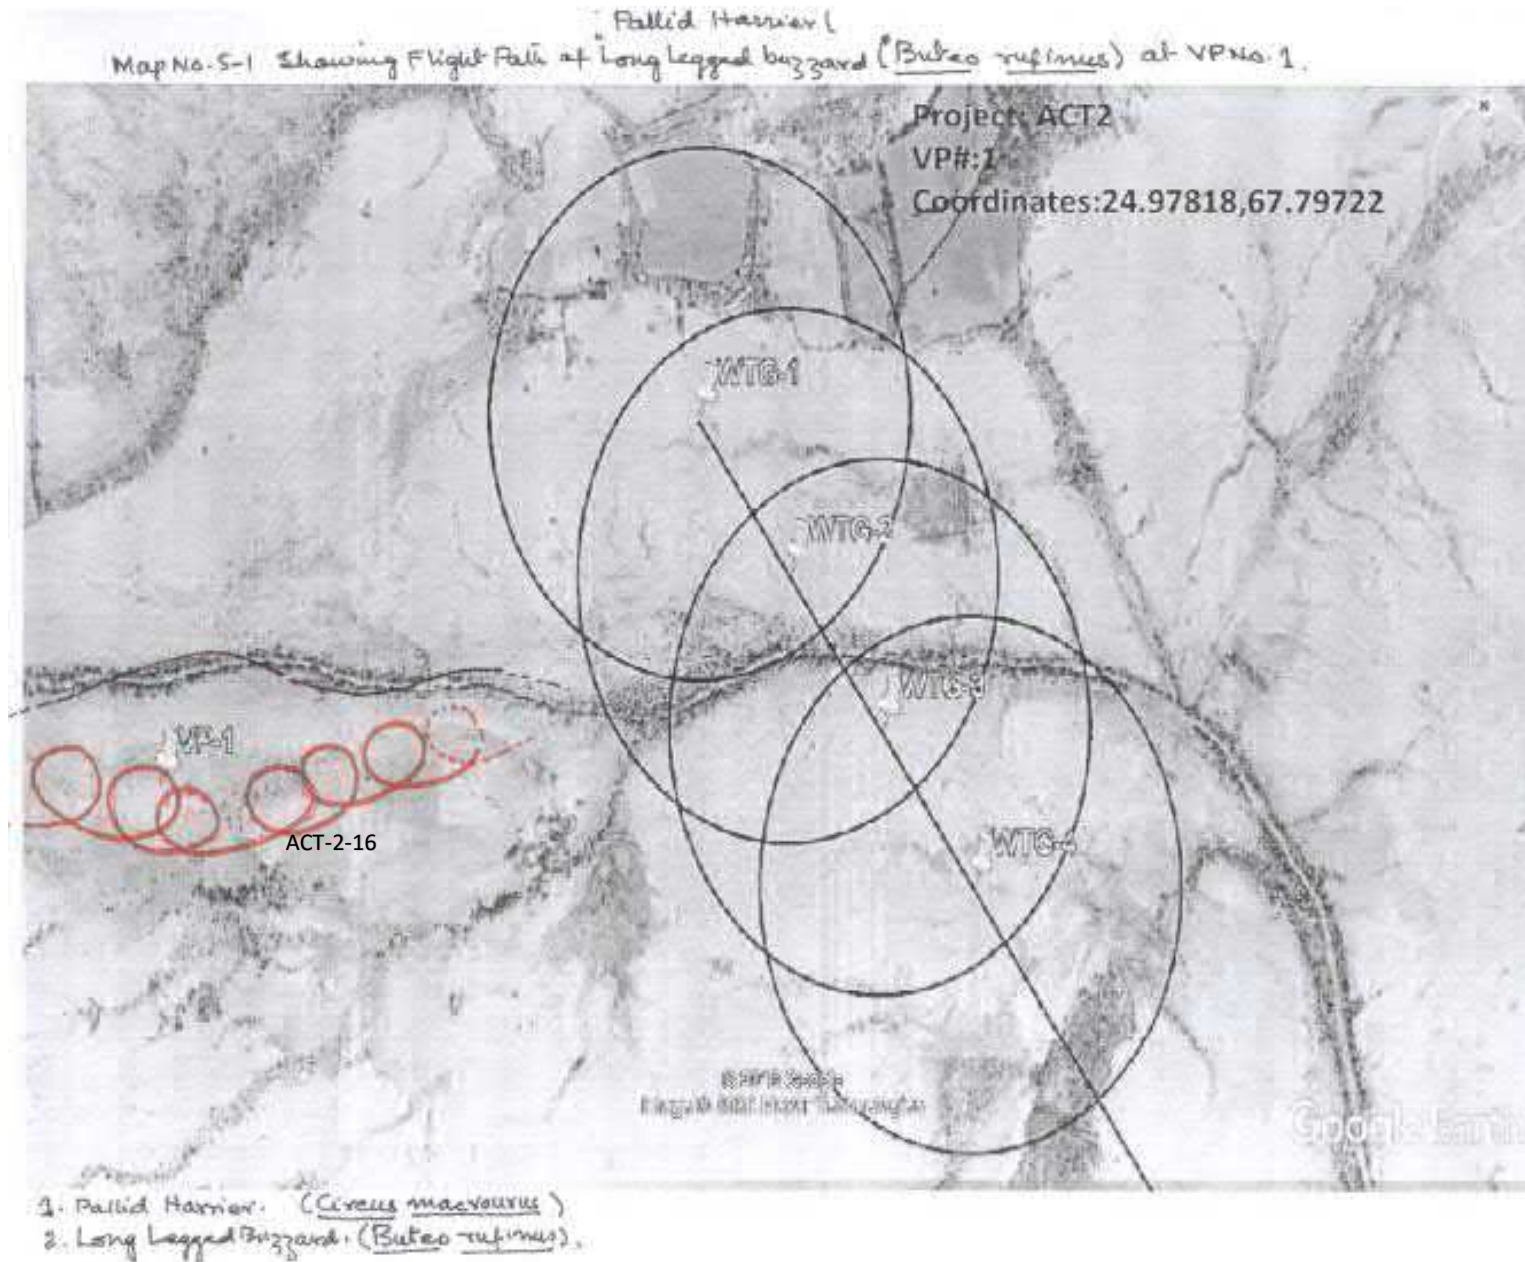 Pallid Harrier (
Map No. 5-1 Showing Flight Path of Long Legged buzzard (Buteo rufinus) at VP No. 1.
Project: ACT2
VP#:1
Coordinates:24.97818,67.79722
WTG-1
WTG-2
WTG-3
VP-1
WTG-4
ACT-2-16
Google Earth
1. Pallid Harrier. (Circus macrourus)
2. Long Legged Buzzard. (Buteo rufinus).